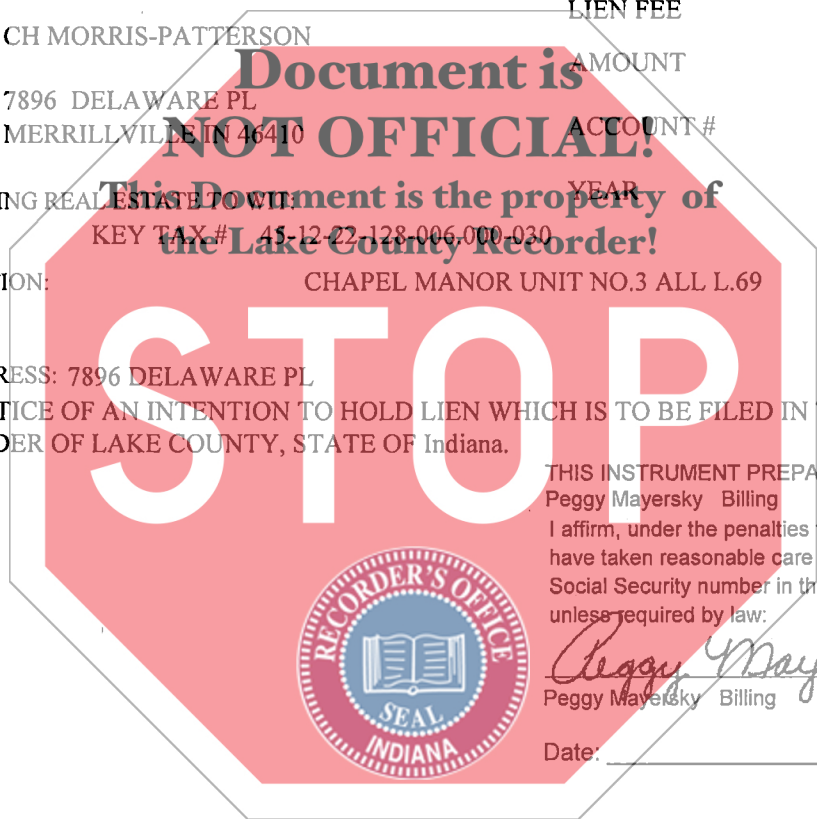 LIEN FEE
CH MORRIS-PATTERSON
Document is
AMOUNT
7896 DELAWARE PL
MERRILLVILLE IN 46410
NOT OFFICIAL!
ACCOUNT #
NG REAL ESTATE TO WIT:
This Document is the property of
YEAR
KEY TAX # 45-12-22-128-006.000-030
the Lake County Recorder!
ION:
CHAPEL MANOR UNIT NO.3 ALL L.69
STOP
RESS: 7896 DELAWARE PL
TICE OF AN INTENTION TO HOLD LIEN WHICH IS TO BE FILED IN
DER OF LAKE COUNTY, STATE OF Indiana.
THIS INSTRUMENT PREPA
Peggy Mayersky Billing
I affirm, under the penalties
have taken reasonable care
Social Security number in th
unless required by law:
RECORDER'S OFFICE
SEAL
INDIANA
Peggy May
Peggy Mayersky Billing
Date: